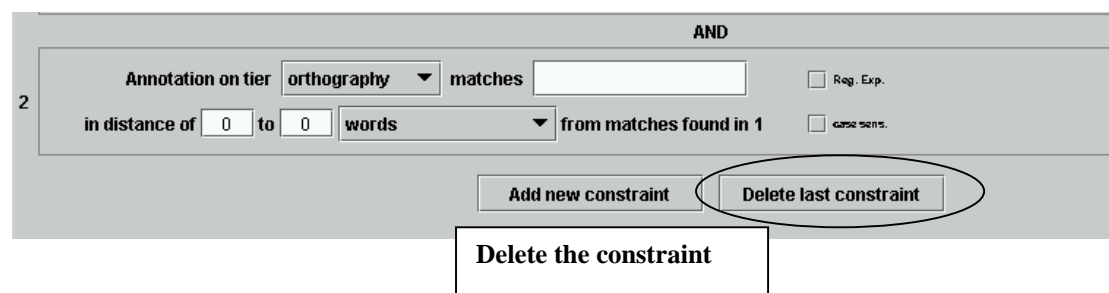 AND
2
Annotation on tier orthography matches
Reg. Exp.
in distance of 0 to 0 words from matches found in 1
case sens.
Add new constraint Delete last constraint
Delete the constraint